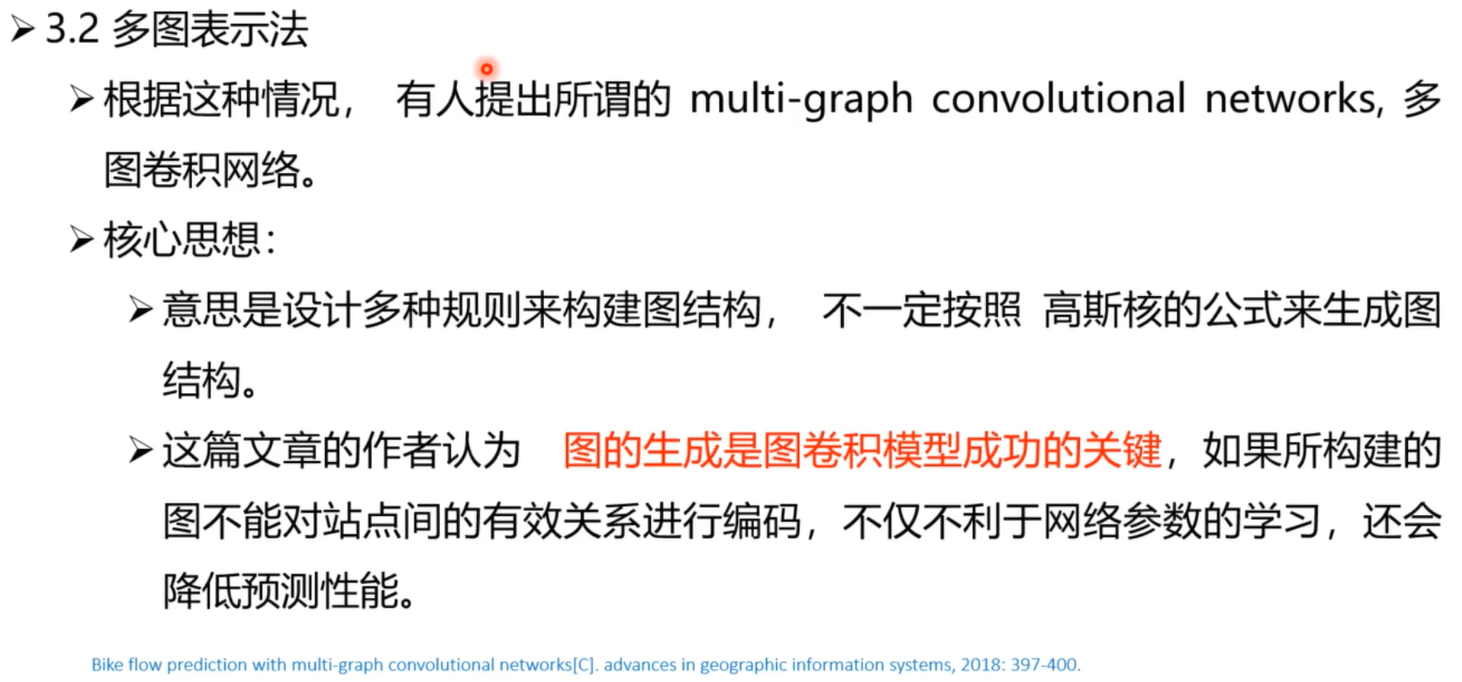 ➢ 3.2 多图表示法
➢ 根据这种情况， 有人提出所谓的 multi-graph convolutional networks, 多
图卷积网络。
➢ 核心思想：
➢ 意思是设计多种规则来构建图结构， 不一定按照 高斯核的公式来生成图
结构。
➢ 这篇文章的作者认为 图的生成是图卷积模型成功的关键，如果所构建的
图不能对站点间的有效关系进行编码，不仅不利于网络参数的学习，还会
降低预测性能。
Bike flow prediction with multi-graph convolutional networks[C]. advances in geographic information systems, 2018: 397-400.